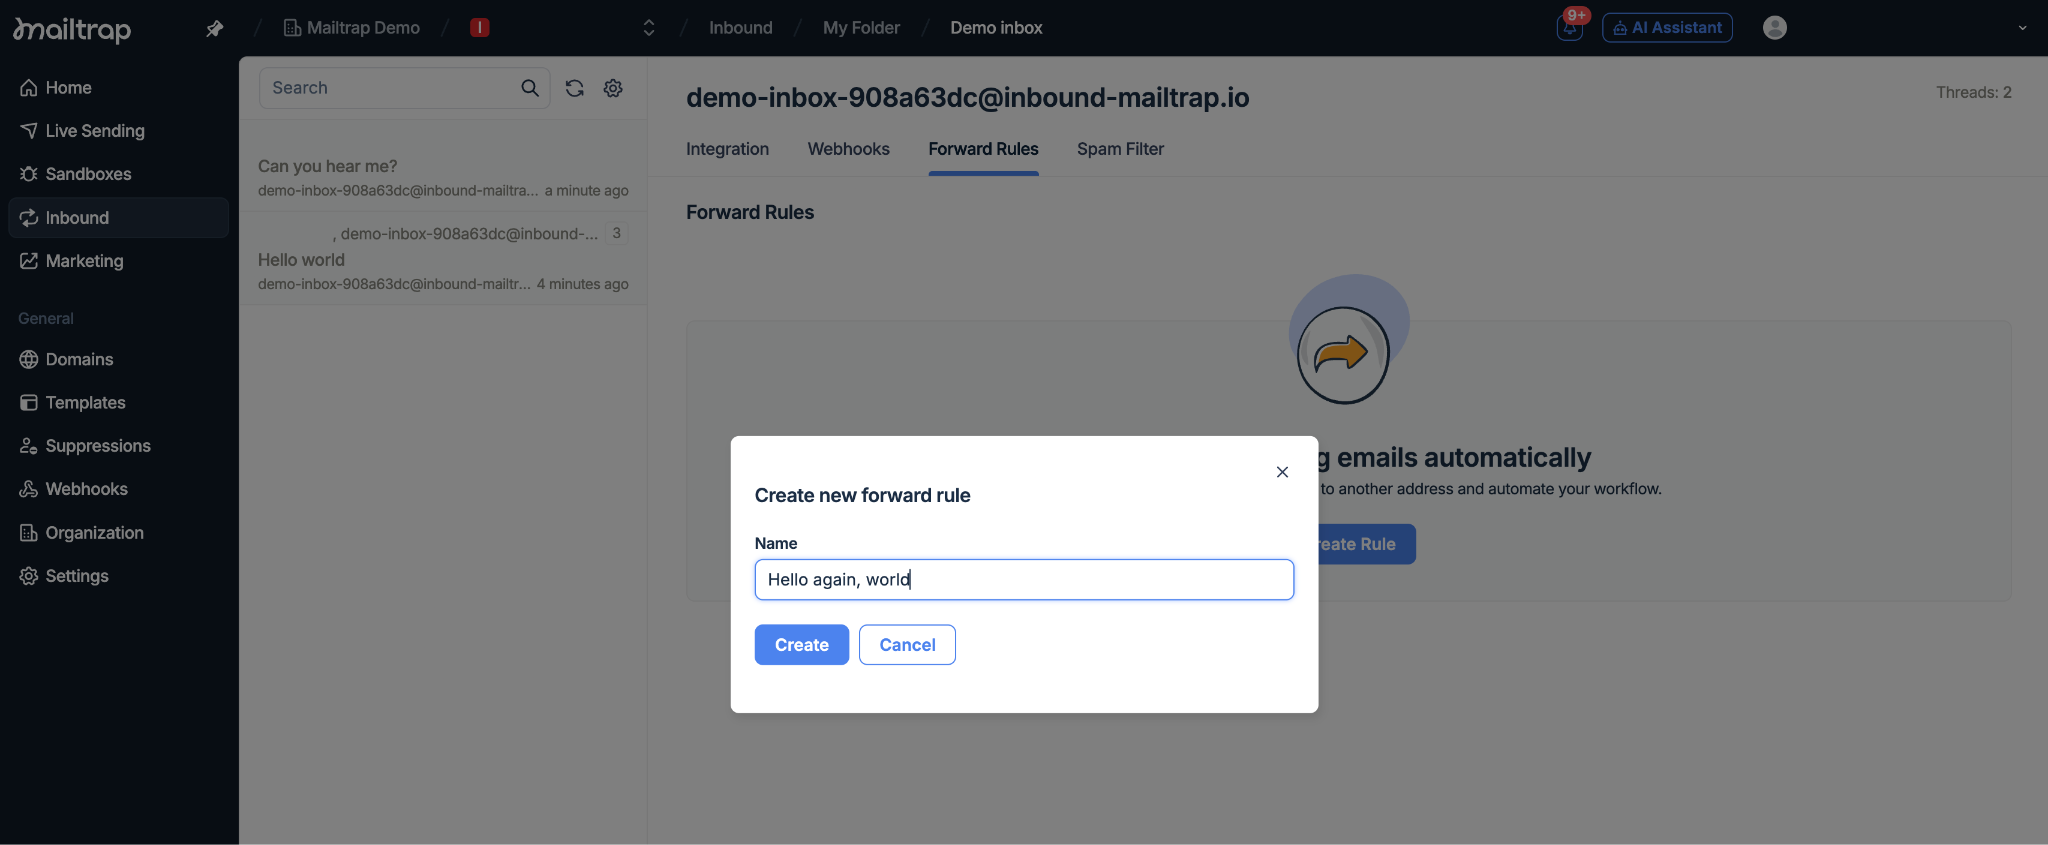 mailtrap
/ Mailtrap Demo / I / Inbound / My Folder / Demo inbox
9+
AI Assistant
Home
Live Sending
Sandboxes
Inbound
Marketing
General
Domains
Templates
Suppressions
Webhooks
Organization
Settings
Search
Can you hear me?
demo-inbox-908a63dc@inbound-mailtra... a minute ago
, demo-inbox-908a63dc@inbound-... 3
Hello world
demo-inbox-908a63dc@inbound-mailtr... 4 minutes ago
demo-inbox-908a63dc@inbound-mailtrap.io
Threads: 2
Integration Webhooks Forward Rules Spam Filter
Forward Rules
g emails automatically
to another address and automate your workflow.
reate Rule
Create new forward rule
Name
Hello again, world
Create Cancel